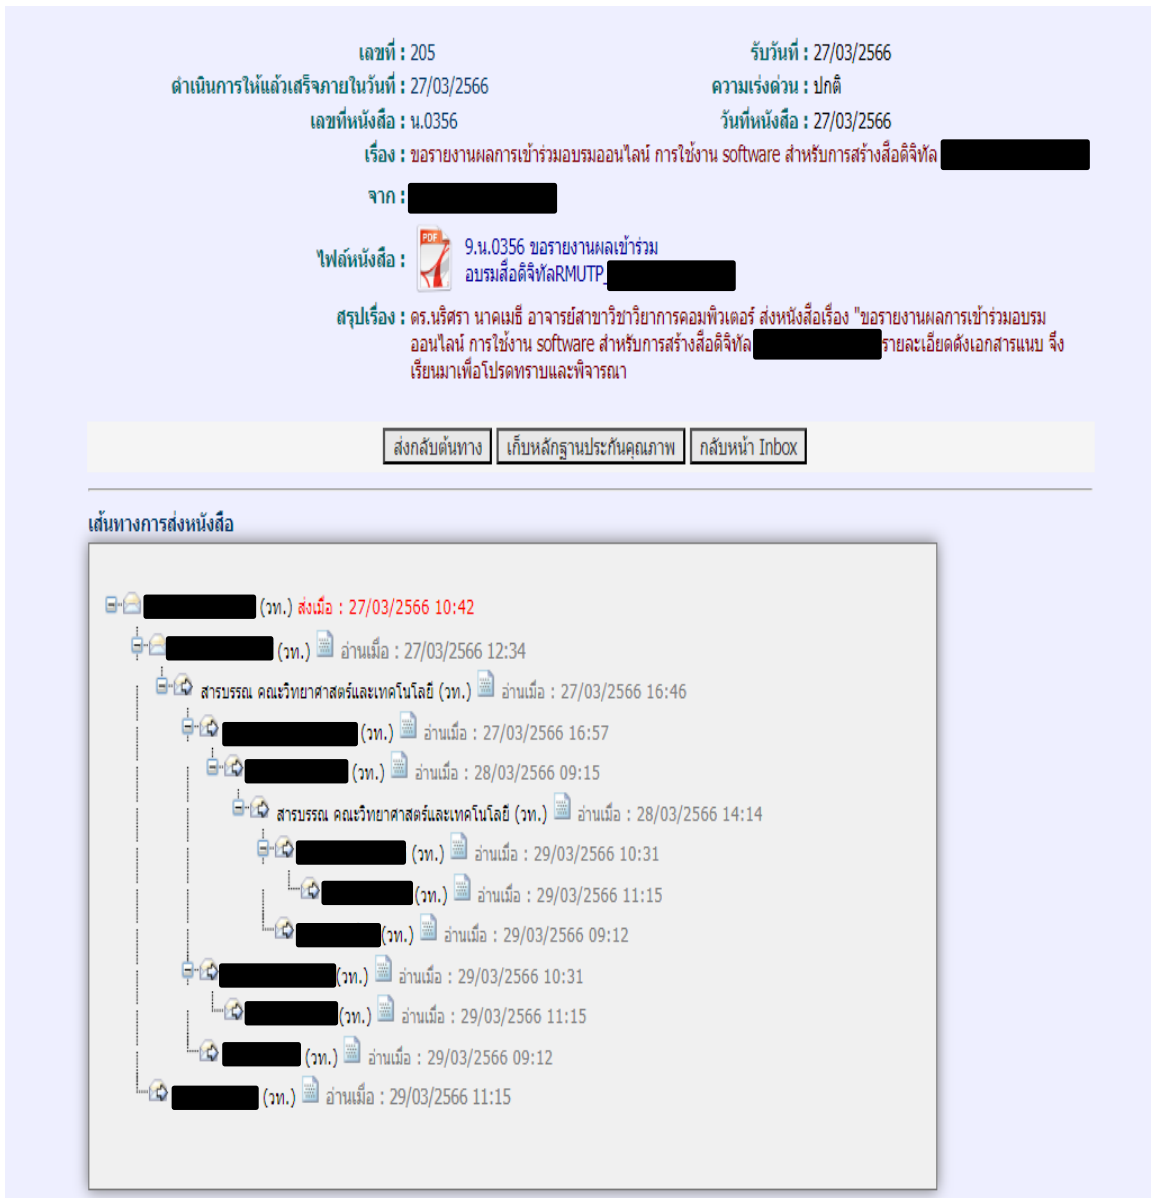 เลขที่ : 205 รับวันที่ : 27/03/2566
ดำเนินการให้แล้วเสร็จภายในวันที่ : 27/03/2566 ความเร่งด่วน : ปกติ
เลขที่หนังสือ : น.0356 วันที่หนังสือ : 27/03/2566
เรื่อง : ขอรายงานผลการเข้าร่วมอบรมออนไลน์ การใช้งาน software สำหรับการสร้างสื่อดิจิทัล
จาก :
PDF
ไฟล์หนังสือ : 9.น.0356 ขอรายงานผลเข้าร่วม
อบรมสื่อดิจิทัลRMUTP_
สรุปเรื่อง : ดร.นริศรา นาคเมธี อาจารย์สาขาวิชาวิยาการคอมพิวเตอร์ ส่งหนังสือเรื่อง "ขอรายงานผลการเข้าร่วมอบรม
ออนไลน์ การใช้งาน software สำหรับการสร้างสื่อดิจิทัล รายละเอียดดังเอกสารแนบ จึง
เรียนมาเพื่อโปรดทราบและพิจารณา
ส่งกลับต้นทาง เก็บหลักฐานประกันคุณภาพ กลับหน้า Inbox
เส้นทางการส่งหนังสือ
(วท.) ส่งเมื่อ : 27/03/2566 10:42
(วท.) อ่านเมื่อ : 27/03/2566 12:34
สารบรรณ คณะวิทยาศาสตร์และเทคโนโลยี (วท.) อ่านเมื่อ : 27/03/2566 16:46
(วท.) อ่านเมื่อ : 27/03/2566 16:57
(วท.) อ่านเมื่อ : 28/03/2566 09:15
สารบรรณ คณะวิทยาศาสตร์และเทคโนโลยี (วท.) อ่านเมื่อ : 28/03/2566 14:14
(วท.) อ่านเมื่อ : 29/03/2566 10:31
(วท.) อ่านเมื่อ : 29/03/2566 11:15
(วท.) อ่านเมื่อ : 29/03/2566 09:12
(วท.) อ่านเมื่อ : 29/03/2566 10:31
(วท.) อ่านเมื่อ : 29/03/2566 11:15
(วท.) อ่านเมื่อ : 29/03/2566 09:12
(วท.) อ่านเมื่อ : 29/03/2566 11:15